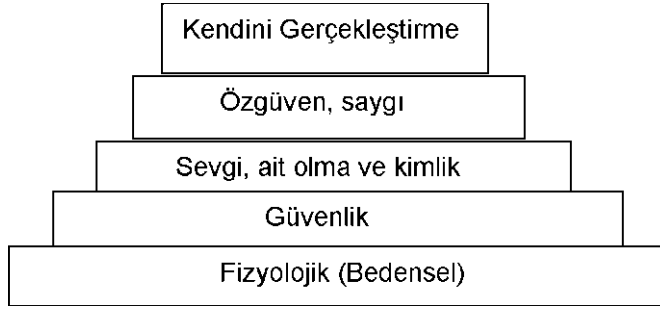 Kendini Gerçekleştirme
Özgüven, saygı
Sevgi, ait olma ve kimlik
Güvenlik
Fizyolojik (Bedensel)